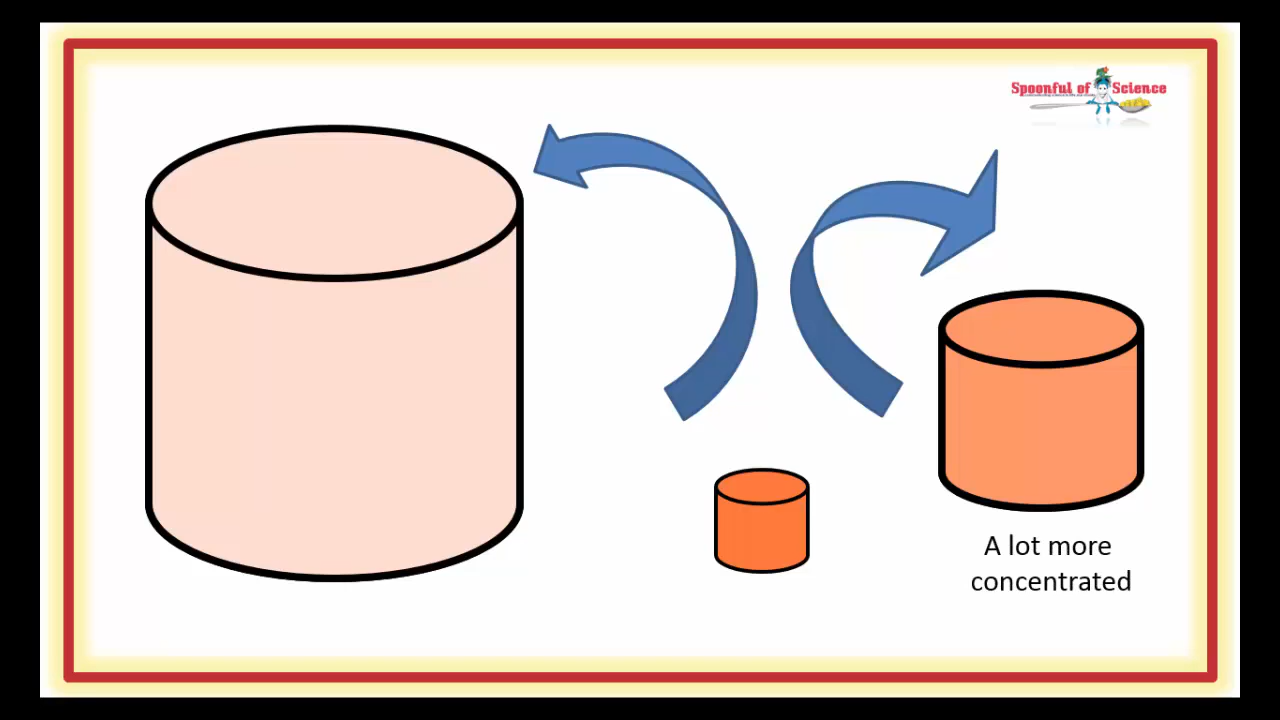 Spoonful of Science
A lot more
concentrated